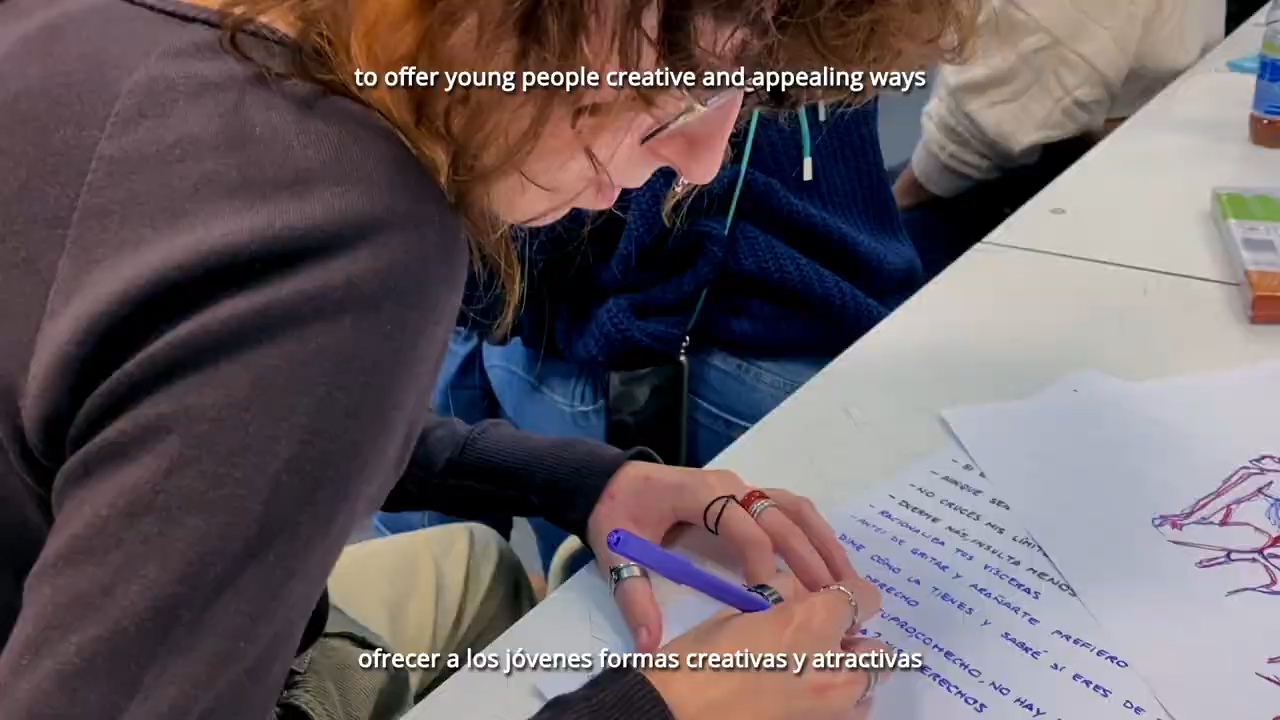 to offer young people creative and appealing ways
- AUNQUE SEA
- NO CRUCES MIS LÍMIT
- DUERME MÁS, INSULTA MENOS
- RACIONALIZA TUS VÍSCERAS
- ANTES DE GRITAR Y ARAÑARTE PREFIERO
DIME CÓMO LA TIENES Y SABRÉ SI ERES DE
DERECHO
NO HAY
DERECHOS
ofrecer a los jóvenes formas creativas y atractivas